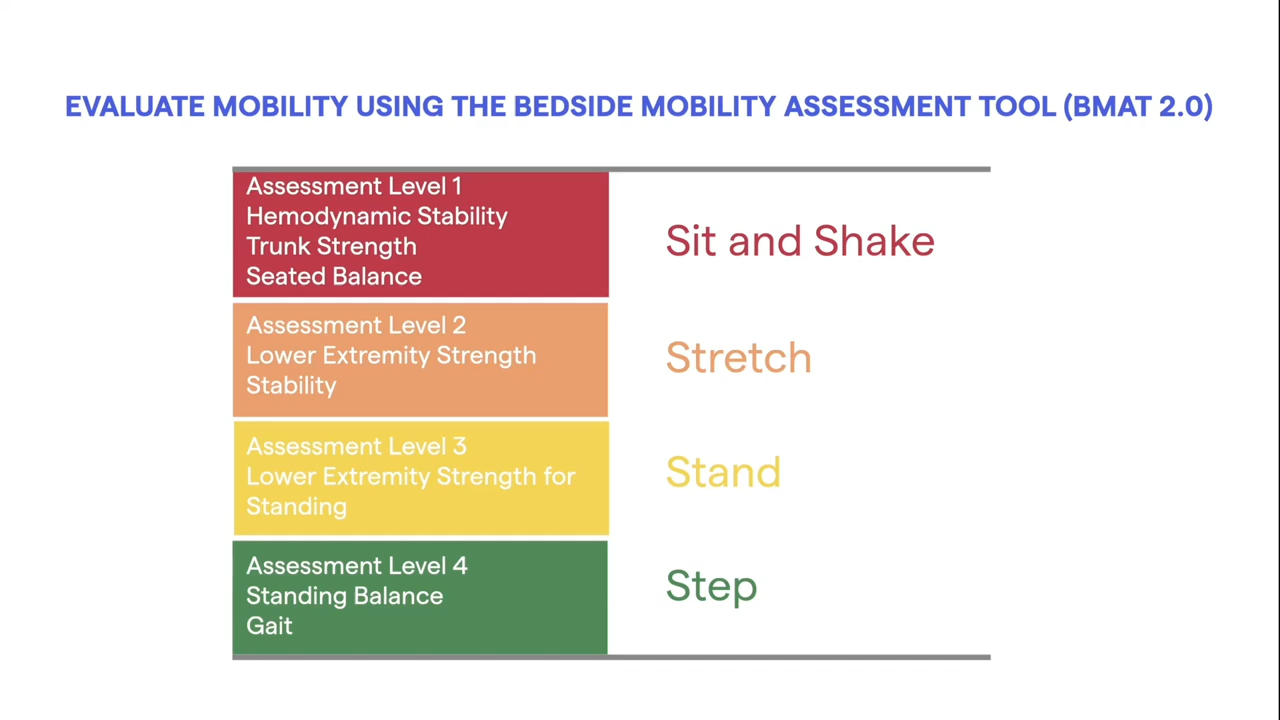 EVALUATE MOBILITY USING THE BEDSIDE MOBILITY ASSESSMENT TOOL (BMAT 2.0)
Assessment Level 1
Hemodynamic Stability
Trunk Strength
Seated Balance
Sit and Shake
Assessment Level 2
Lower Extremity Strength
Stability
Stretch
Assessment Level 3
Lower Extremity Strength for
Standing
Stand
Assessment Level 4
Standing Balance
Gait
Step